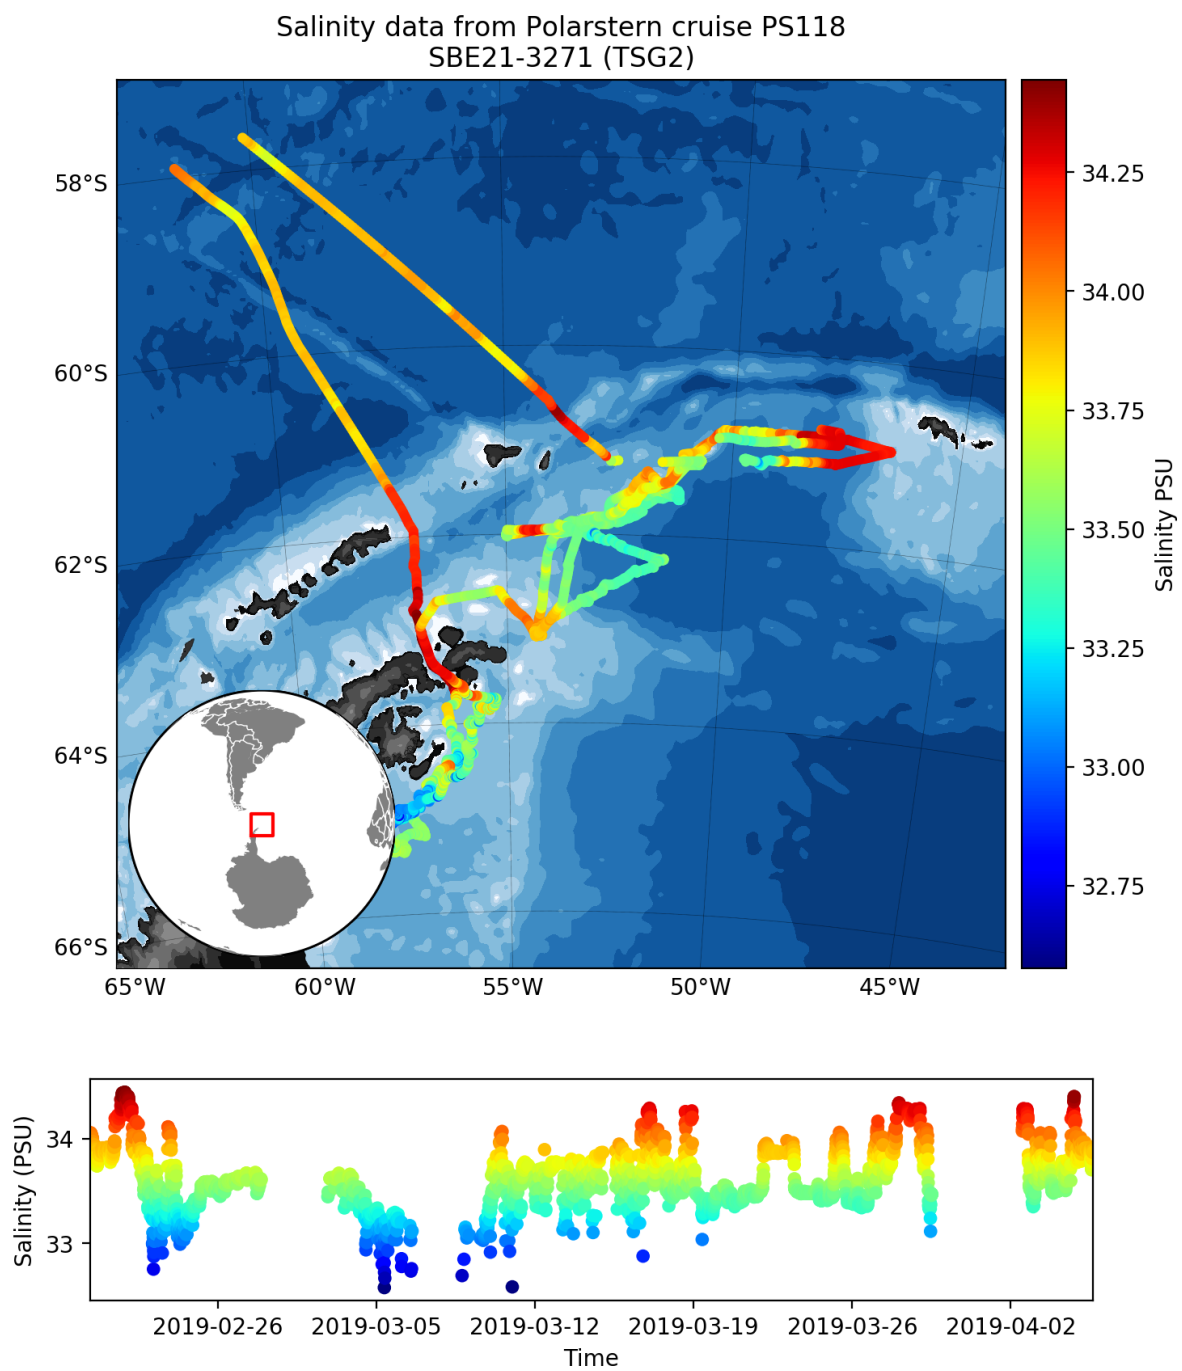 Salinity data from Polarstern cruise PS118
SBE21-3271 (TSG2)
58°S
60°S
62°S
64°S
66°S
65°W
60°W
55°W
50°W
45°W
34.25
34.00
33.75
33.50
33.25
33.00
32.75
Salinity PSU
Salinity (PSU)
34
33
2019-02-26
2019-03-05
2019-03-12
2019-03-19
2019-03-26
2019-04-02
Time